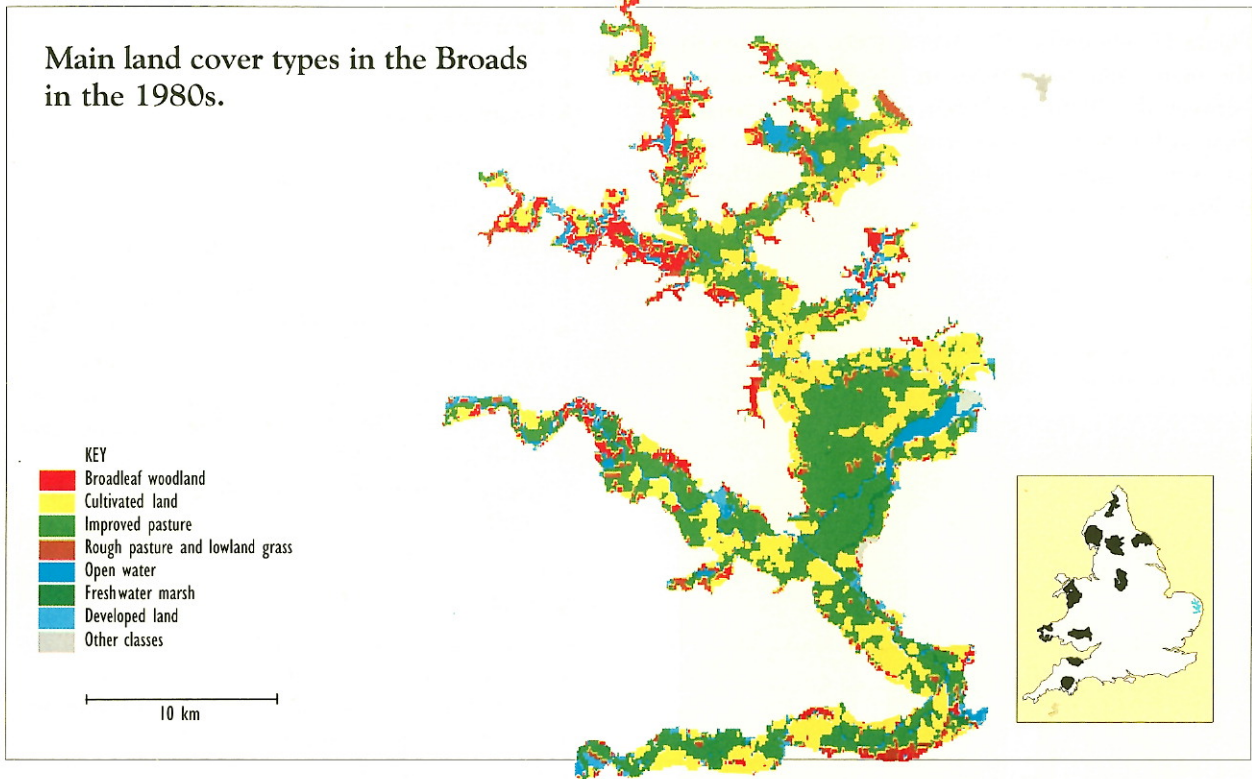 Main land cover types in the Broads
in the 1980s.
KEY
Broadleaf woodland
Cultivated land
Improved pasture
Rough pasture and lowland grass
Open water
Freshwater marsh
Developed land
Other classes
10 km